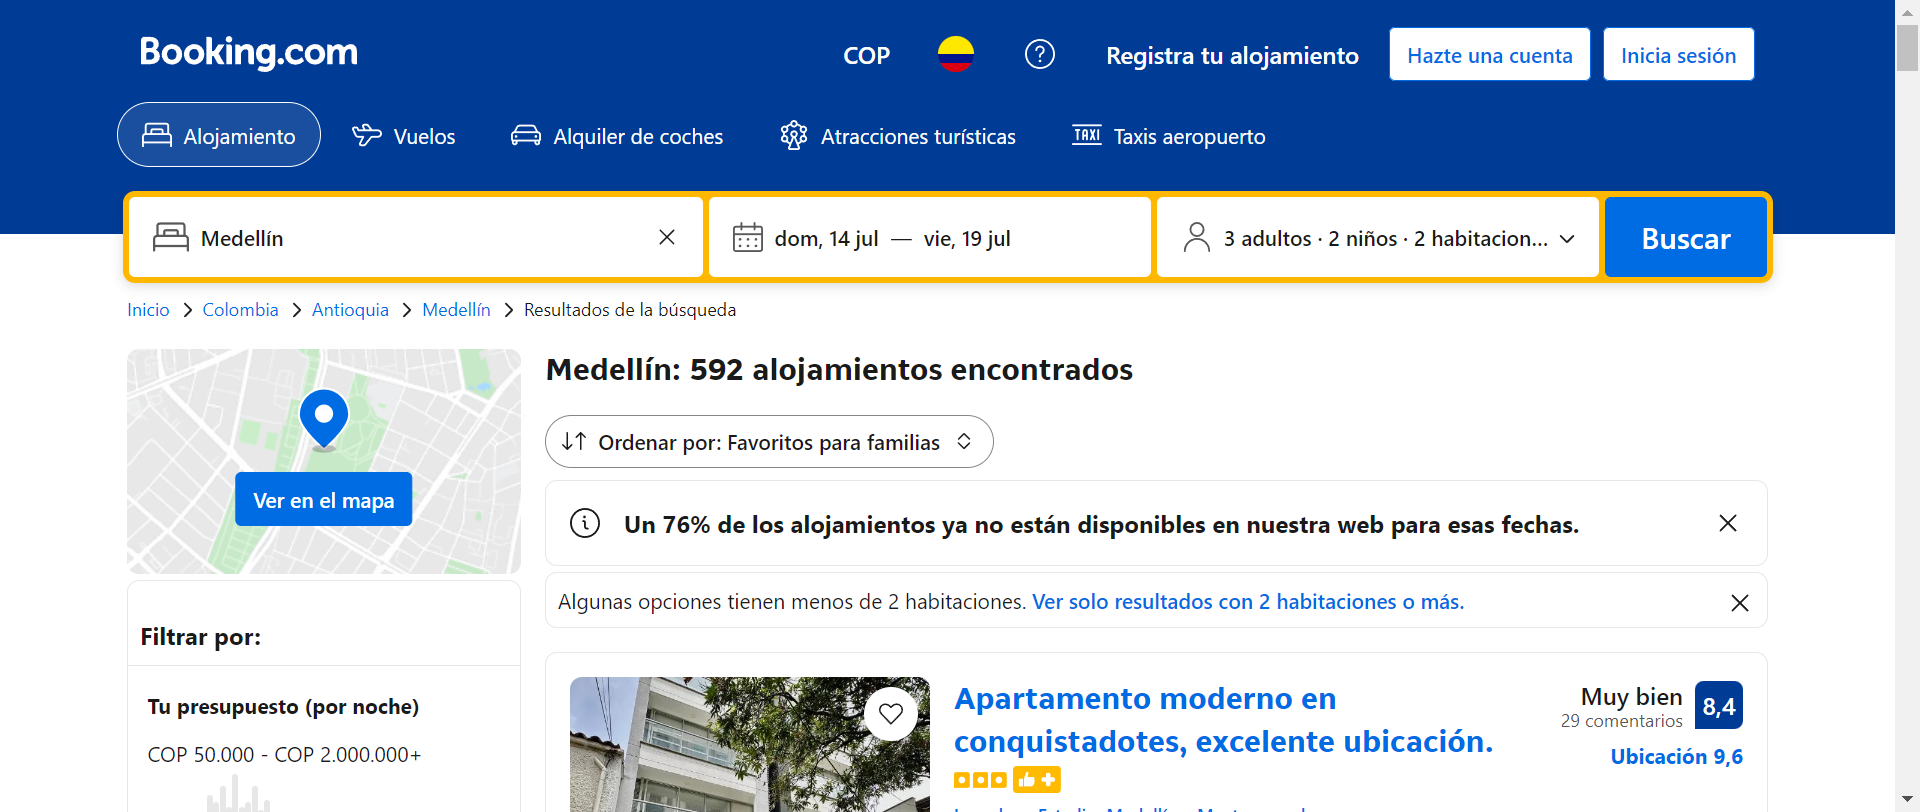 Booking.com
COP
Registra tu alojamiento
Hazte una cuenta
Inicia sesión
Alojamiento
Vuelos
Alquiler de coches
TAXI
Atracciones turísticas
Taxis aeropuerto
Medellín
dom, 14 jul — vie, 19 jul
3 adultos · 2 niños · 2 habitacion...
Buscar
Inicio > Colombia > Antioquia > Medellín > Resultados de la búsqueda
Ver en el mapa
Medellín: 592 alojamientos encontrados
Ordenar por: Favoritos para familias
Un 76% de los alojamientos ya no están disponibles en nuestra web para esas fechas.
Algunas opciones tienen menos de 2 habitaciones. Ver solo resultados con 2 habitaciones o más.
Filtrar por:
Tu presupuesto (por noche)
COP 50.000 - COP 2.000.000+
Apartamento moderno en
conquistadotes, excelente ubicación.
Muy bien
29 comentarios
8,4
Ubicación 9,6